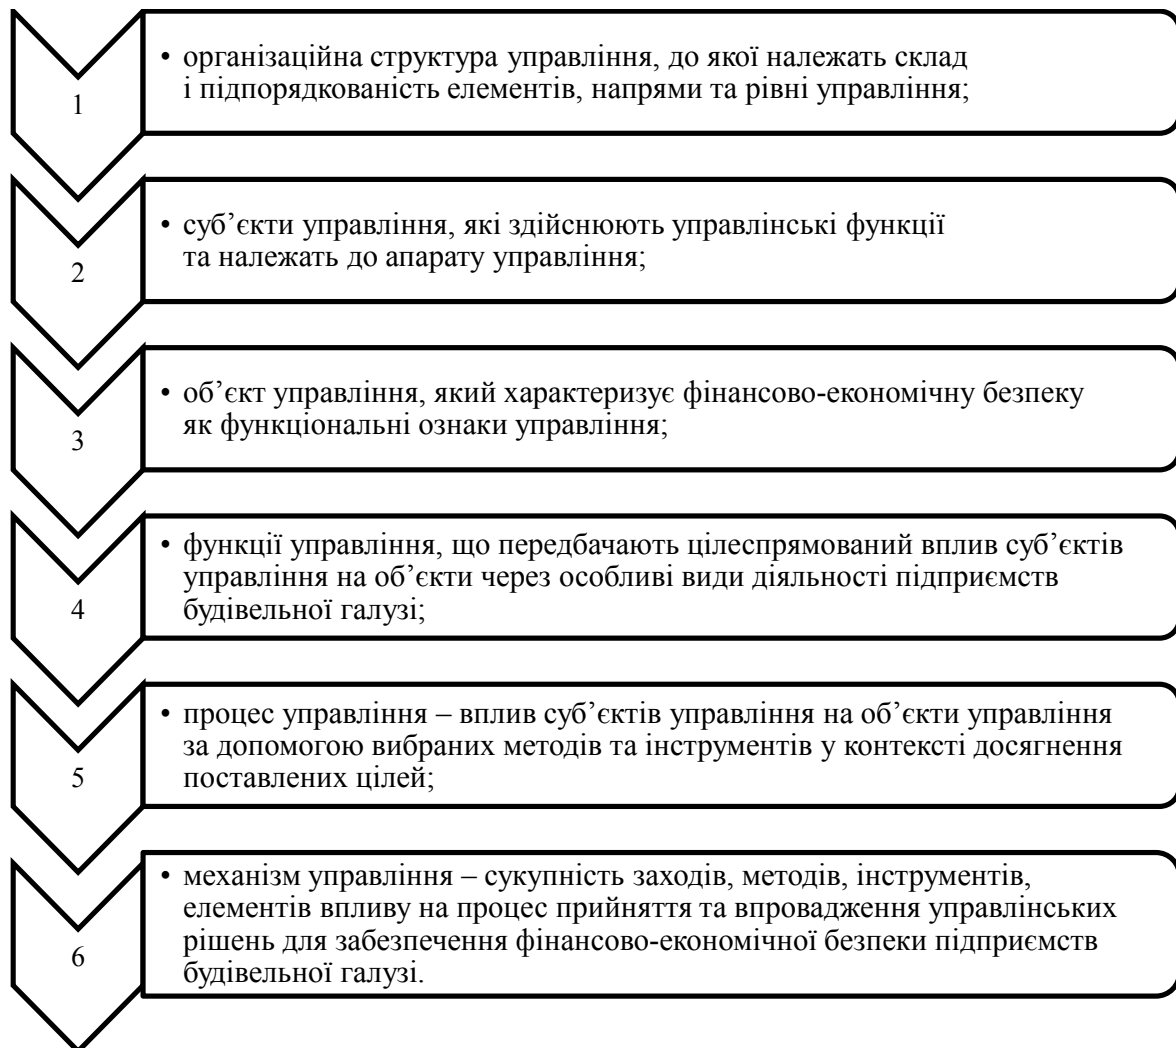 1
• організаційна структура управління, до якої належать склад
і підпорядкованість елементів, напрями та рівні управління;
2
• суб’єкти управління, які здійснюють управлінські функції
та належать до апарату управління;
3
• об’єкт управління, який характеризує фінансово-економічну безпеку
як функціональні ознаки управління;
4
• функції управління, що передбачають цілеспрямований вплив суб’єктів
управління на об’єкти через особливі види діяльності підприємств
будівельної галузі;
5
• процес управління – вплив суб’єктів управління на об’єкти управління
за допомогою вибраних методів та інструментів у контексті досягнення
поставлених цілей;
6
• механізм управління – сукупність заходів, методів, інструментів,
елементів впливу на процес прийняття та впровадження управлінських
рішень для забезпечення фінансово-економічної безпеки підприємств
будівельної галузі.